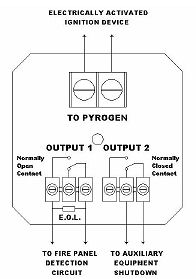 ELECTRICALLY ACTIVATED
IGNITION DEVICE
TO PYROGEN
OUTPUT 1
OUTPUT 2
Normally
Open
Contact
Normally
Closed
Contact
E.O.L.
TO FIRE PANEL
DETECTION
CIRCUIT
TO AUXILIARY
EQUIPMENT
SHUTDOWN